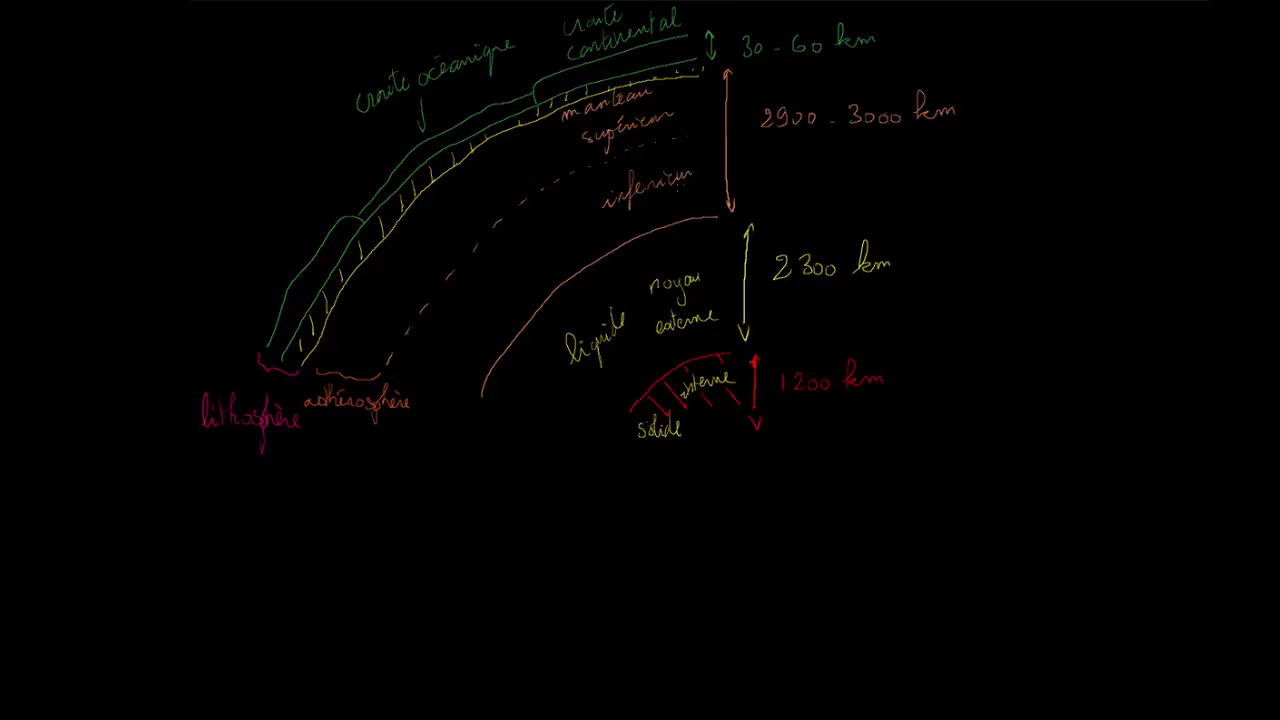 croûte
continental
croûte océanique
30 - 60 km
manteau
supérieur
2900 - 3000 km
inférieur
noyau
externe
liquide
2300 km
interne
1200 km
solide
lithosphère
asthénosphère